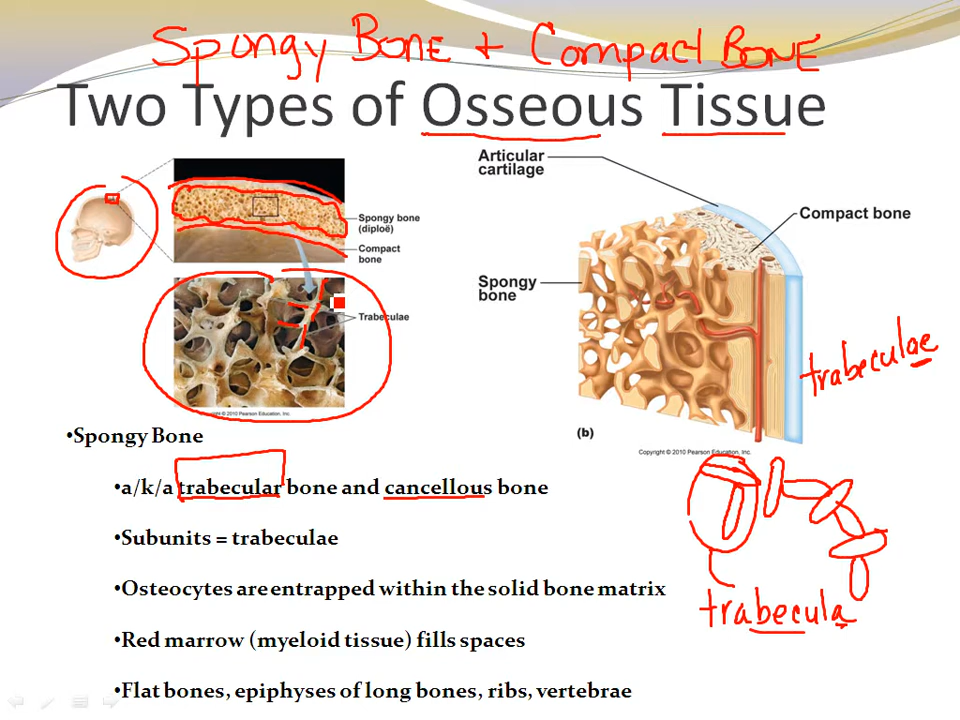 Spongy BONE + Compact BONE
Two Types of Osseous Tissue
Articular
cartilage
Compact bone
Spongy bone
(diploë)
Compact
bone
Spongy
bone
Trabeculae
trabeculae
(b)
Copyright © 2010 Pearson Education, Inc.
•Spongy Bone
•a/k/a trabecular bone and cancellous bone
•Subunits = trabeculae
•Osteocytes are entrapped within the solid bone matrix
trabecula
•Red marrow (myeloid tissue) fills spaces
•Flat bones, epiphyses of long bones, ribs, vertebrae